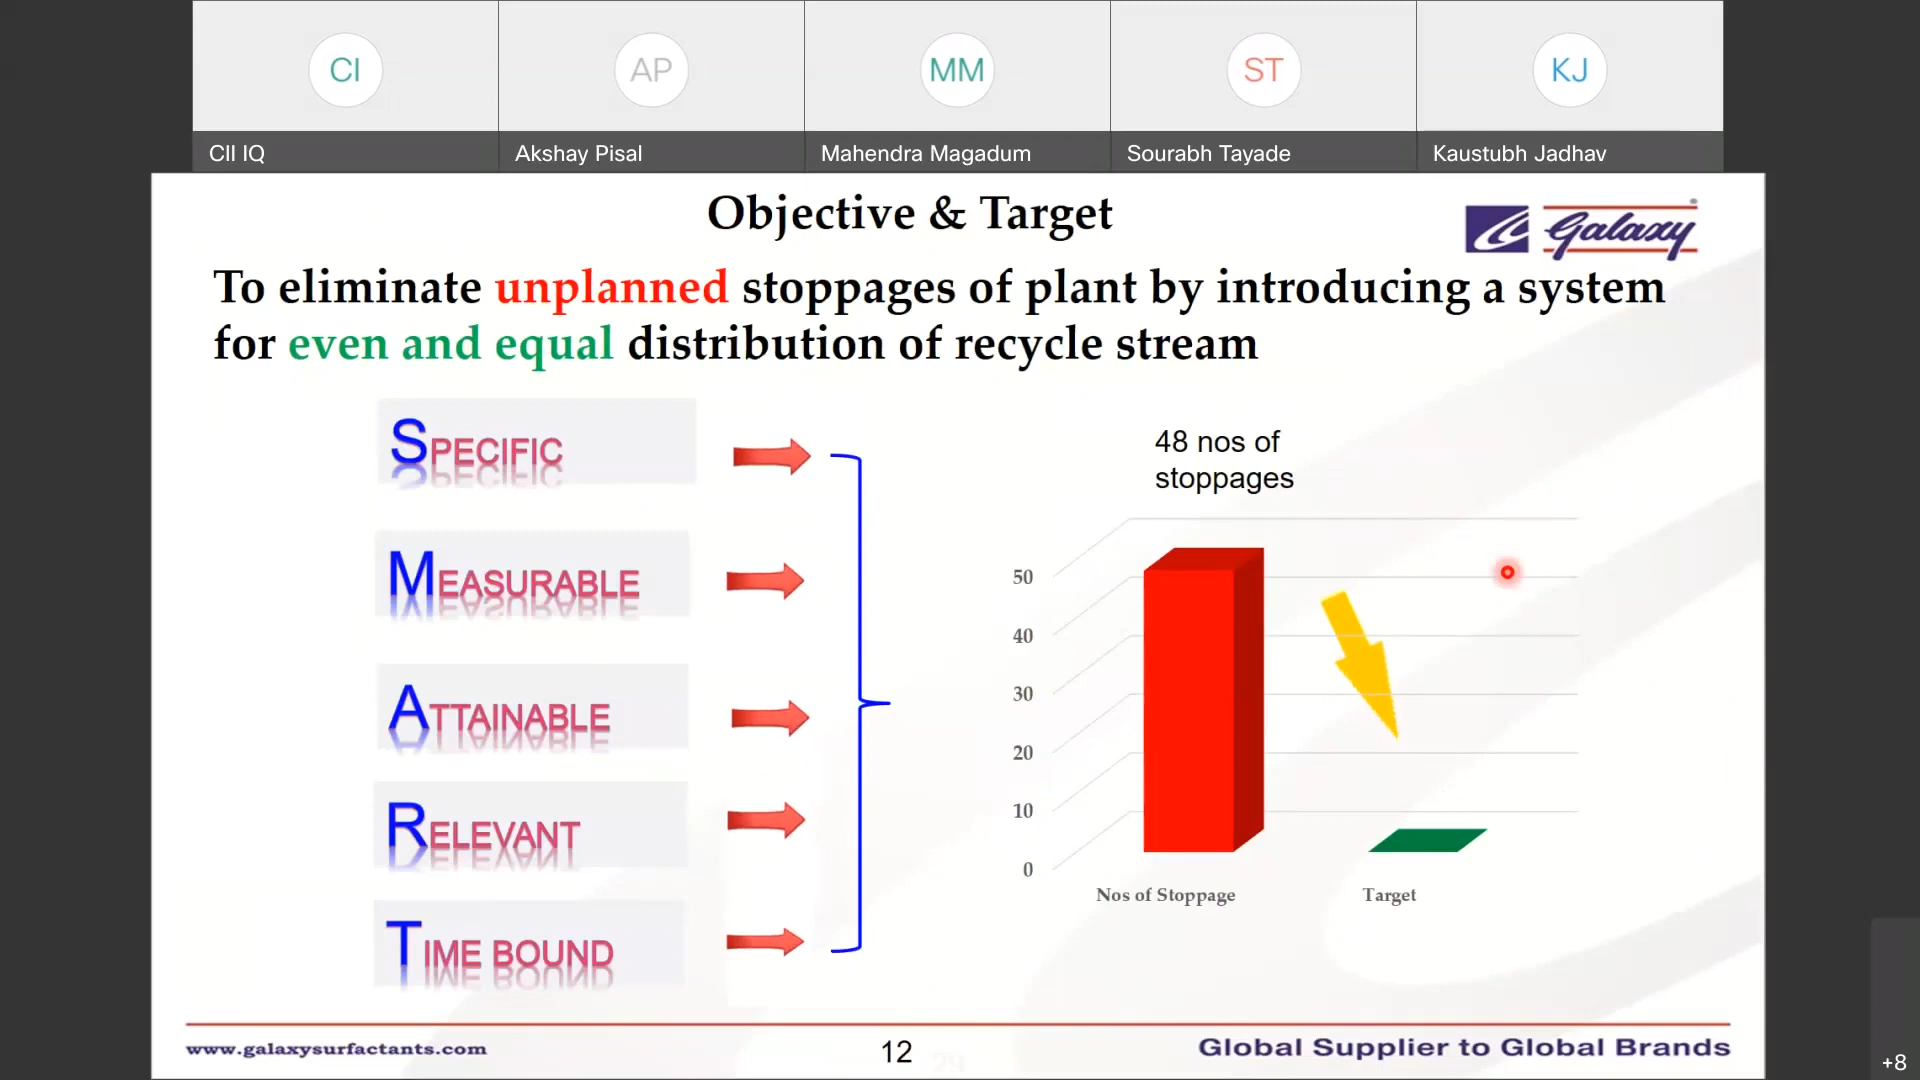 CI
AP
MM
ST
KJ
CII IQ
Akshay Pisal
Mahendra Magadum
Sourabh Tayade
Kaustubh Jadhav
Objective & Target
Galaxy
To eliminate unplanned stoppages of plant by introducing a system
for even and equal distribution of recycle stream
SPECIFIC
MEASURABLE
ATTAINABLE
RELEVANT
TIME BOUND
48 nos of
stoppages
50
40
30
20
10
0
Nos of Stoppage
Target
www.galaxysurfactants.com
12
29
Global Supplier to Global Brands
+8